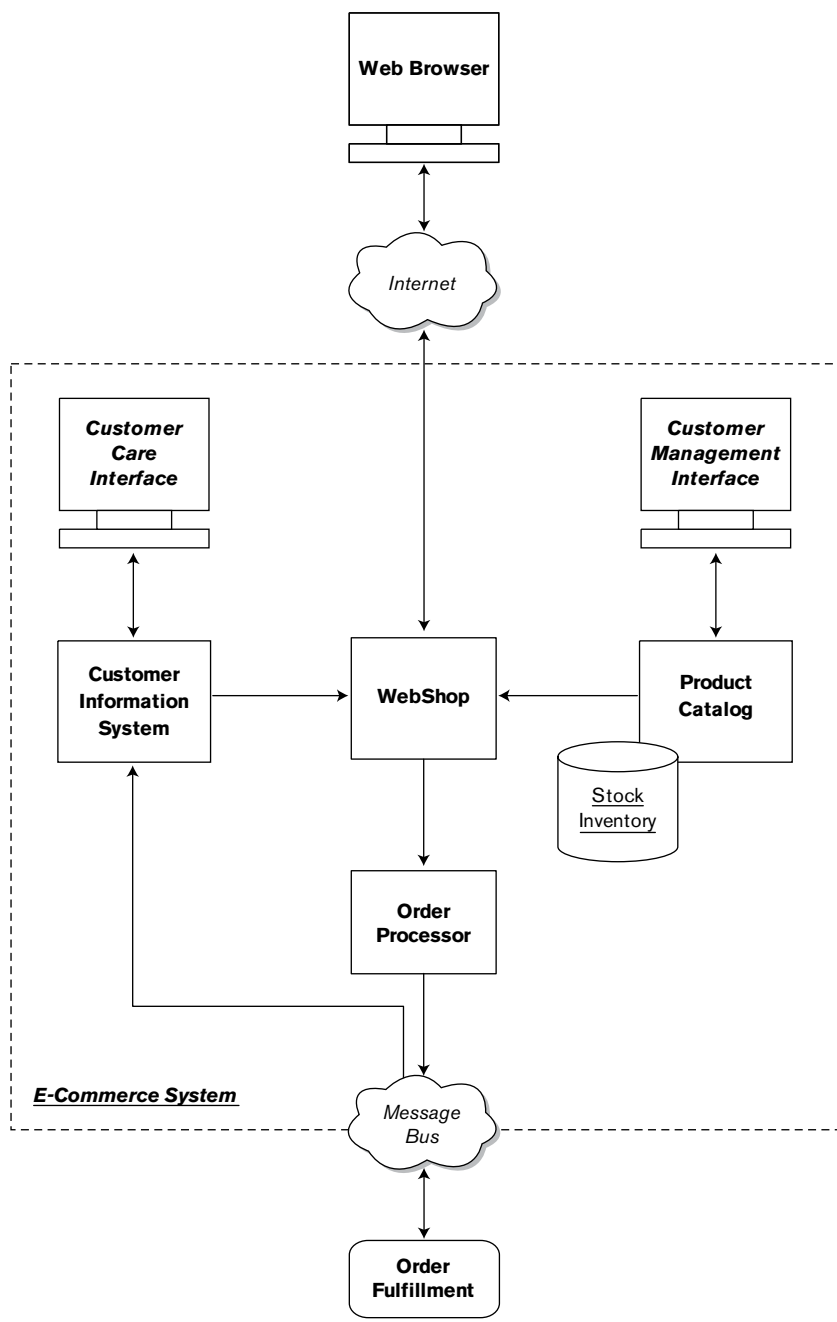 Web Browser
Internet
Customer
Care
Interface
Customer
Management
Interface
Customer
Information
System
WebShop
Product
Catalog
Stock
Inventory
Order
Processor
E-Commerce System
Message
Bus
Order
Fulfillment